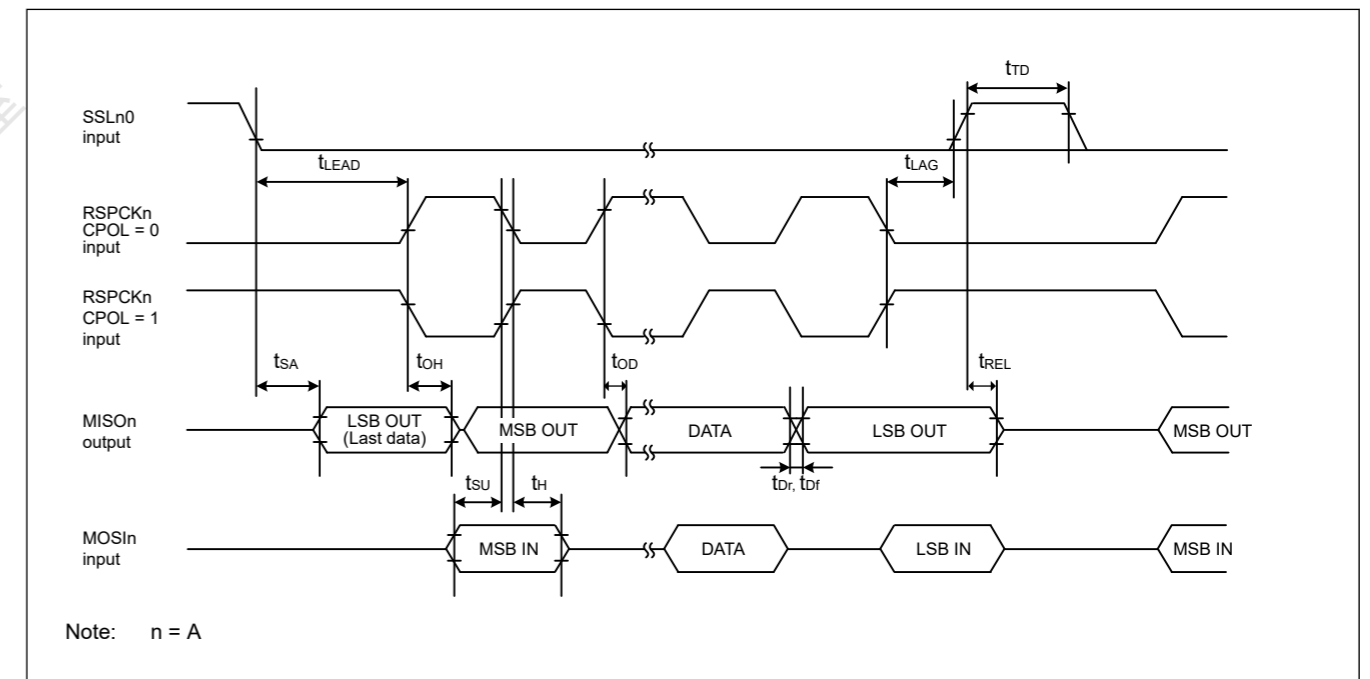 tTD
SSLn0
input
tLEAD
tLAG
RSPCKn
CPOL = 0
input
RSPCKn
CPOL = 1
input
tSA
tOH
tOD
tREL
MISOn
output
LSB OUT
(Last data)
MSB OUT
DATA
LSB OUT
MSB OUT
tSU
tH
tDr, tDf
MOSIn
input
MSB IN
DATA
LSB IN
MSB IN
Note: n = A